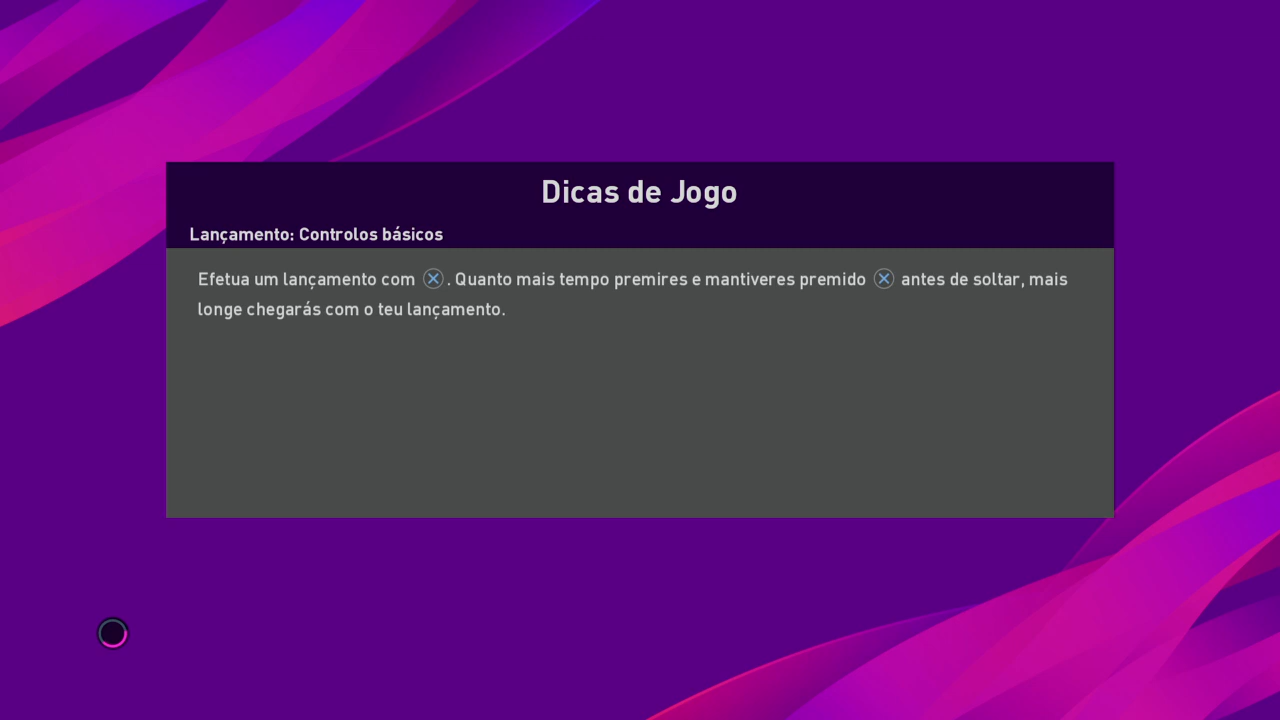 Dicas de Jogo
Lançamento: Controlos básicos
Efetua um lançamento com ⓧ. Quanto mais tempo premires e mantiveres premido ⓧ antes de soltar, mais
longe chegarás com o teu lançamento.